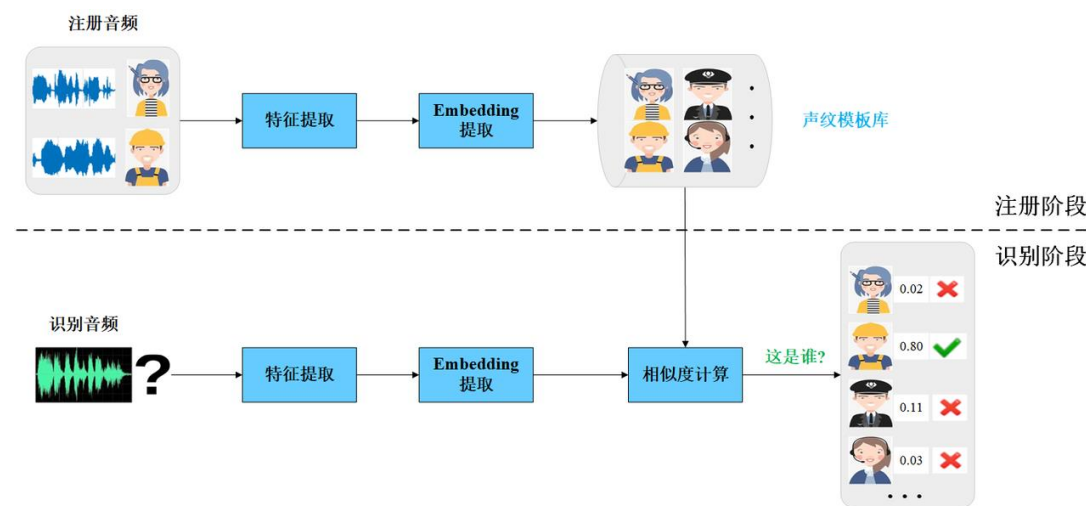 注册音频
特征提取
Embedding
提取
声纹模板库
注册阶段
识别阶段
识别音频
?
特征提取
Embedding
提取
相似度计算
这是谁?
0.02
0.80
0.11
0.03